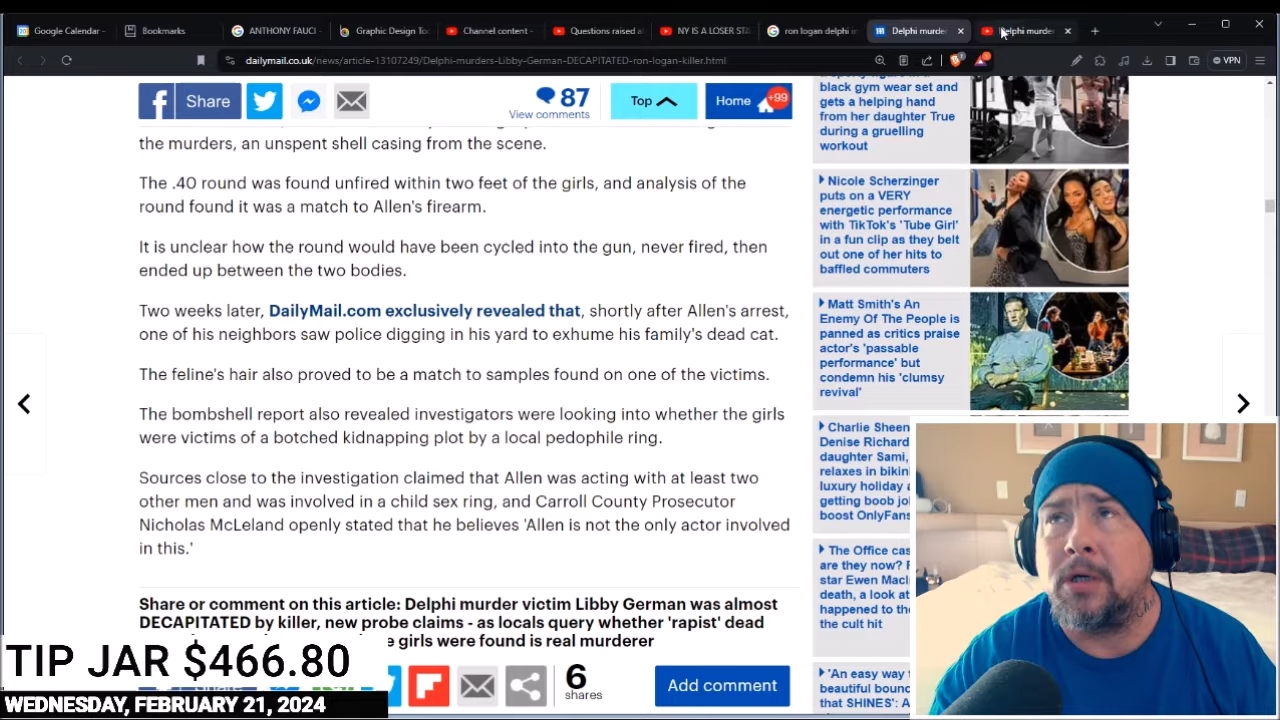 Google Calendar -
Bookmarks
ANTHONY FAUCI -
Graphic Design To
Channel content -
Questions raised a
NY IS A LOSER STA
ron logan delphi in
Delphi murde
Delphi murde
dailymail.co.uk/news/article-13107249/Delphi-murders-Libby-German-DECAPITATED-ron-logan-killer.html
VPN
Share
87
View comments
Top
Home
+99
the murders, an unspent shell casing from the scene.
The .40 round was found unfired within two feet of the girls, and analysis of the
round found it was a match to Allen's firearm.
It is unclear how the round would have been cycled into the gun, never fired, then
ended up between the two bodies.
Two weeks later, DailyMail.com exclusively revealed that, shortly after Allen's arrest,
one of his neighbors saw police digging in his yard to exhume his family's dead cat.
The feline's hair also proved to be a match to samples found on one of the victims.
The bombshell report also revealed investigators were looking into whether the girls
were victims of a botched kidnapping plot by a local pedophile ring.
Sources close to the investigation claimed that Allen was acting with at least two
other men and was involved in a child sex ring, and Carroll County Prosecutor
Nicholas McLeland openly stated that he believes 'Allen is not the only actor involved
in this.'
Share or comment on this article: Delphi murder victim Libby German was almost
DECAPITATED by killer, new probe claims - as locals query whether 'rapist' dead
e girls were found is real murderer
6
shares
Add comment
black gym wear set and
gets a helping hand
from her daughter True
during a gruelling
workout
Nicole Scherzinger
puts on a VERY
energetic performance
with TikTok's 'Tube Girl'
in a fun clip as they belt
out one of her hits to
baffled commuters
Matt Smith's An
Enemy Of The People is
panned as critics praise
actor's 'passable
performance' but
condemn his 'clumsy
revival'
Charlie Sheen
Denise Richard
daughter Sami,
relaxes in bikin
luxury holiday a
getting boob jo
boost OnlyFans
The Office cas
are they now? F
star Ewen Macl
death, a look at
happened to the
the cult hit
'An easy way t
beautiful bounc
that SHINES': A
TIP JAR $466.80
WEDNESDAY, FEBRUARY 21, 2024